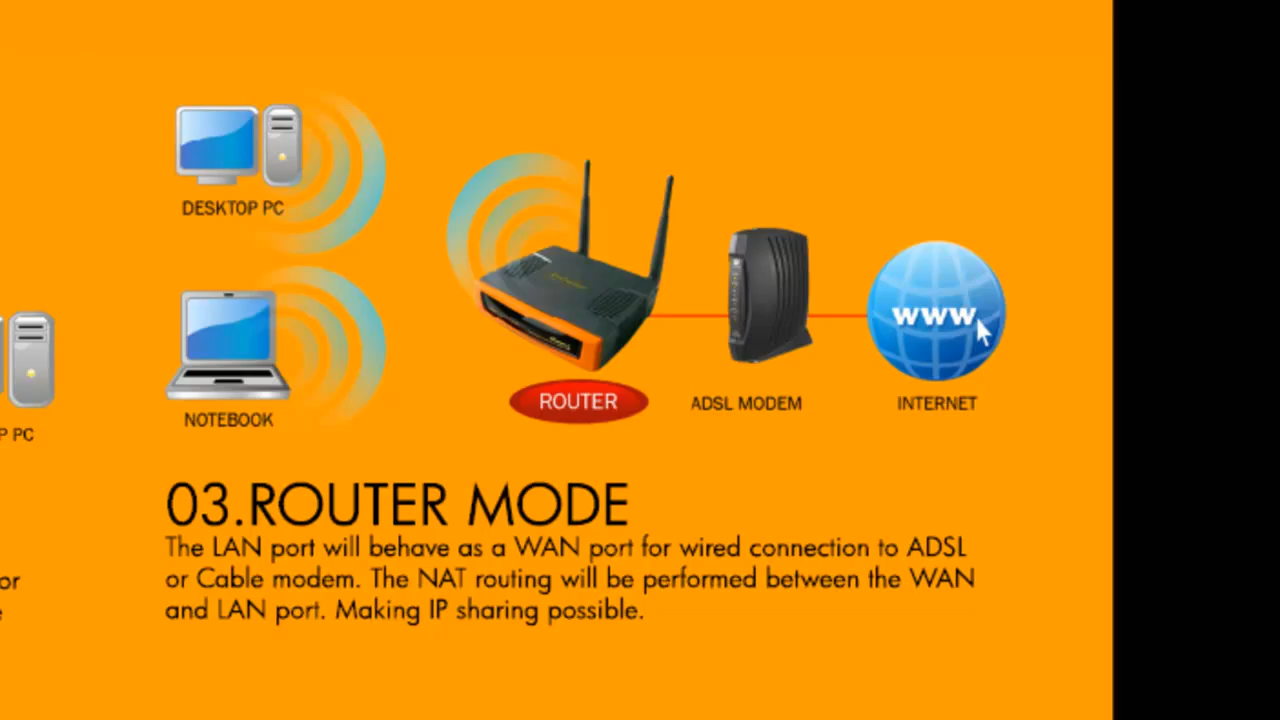 DESKTOP PC
www.
NOTEBOOK
ROUTER
ADSL MODEM
INTERNET
P PC
03.ROUTER MODE
The LAN port will behave as a WAN port for wired connection to ADSL
or Cable modem. The NAT routing will be performed between the WAN
and LAN port. Making IP sharing possible.
or